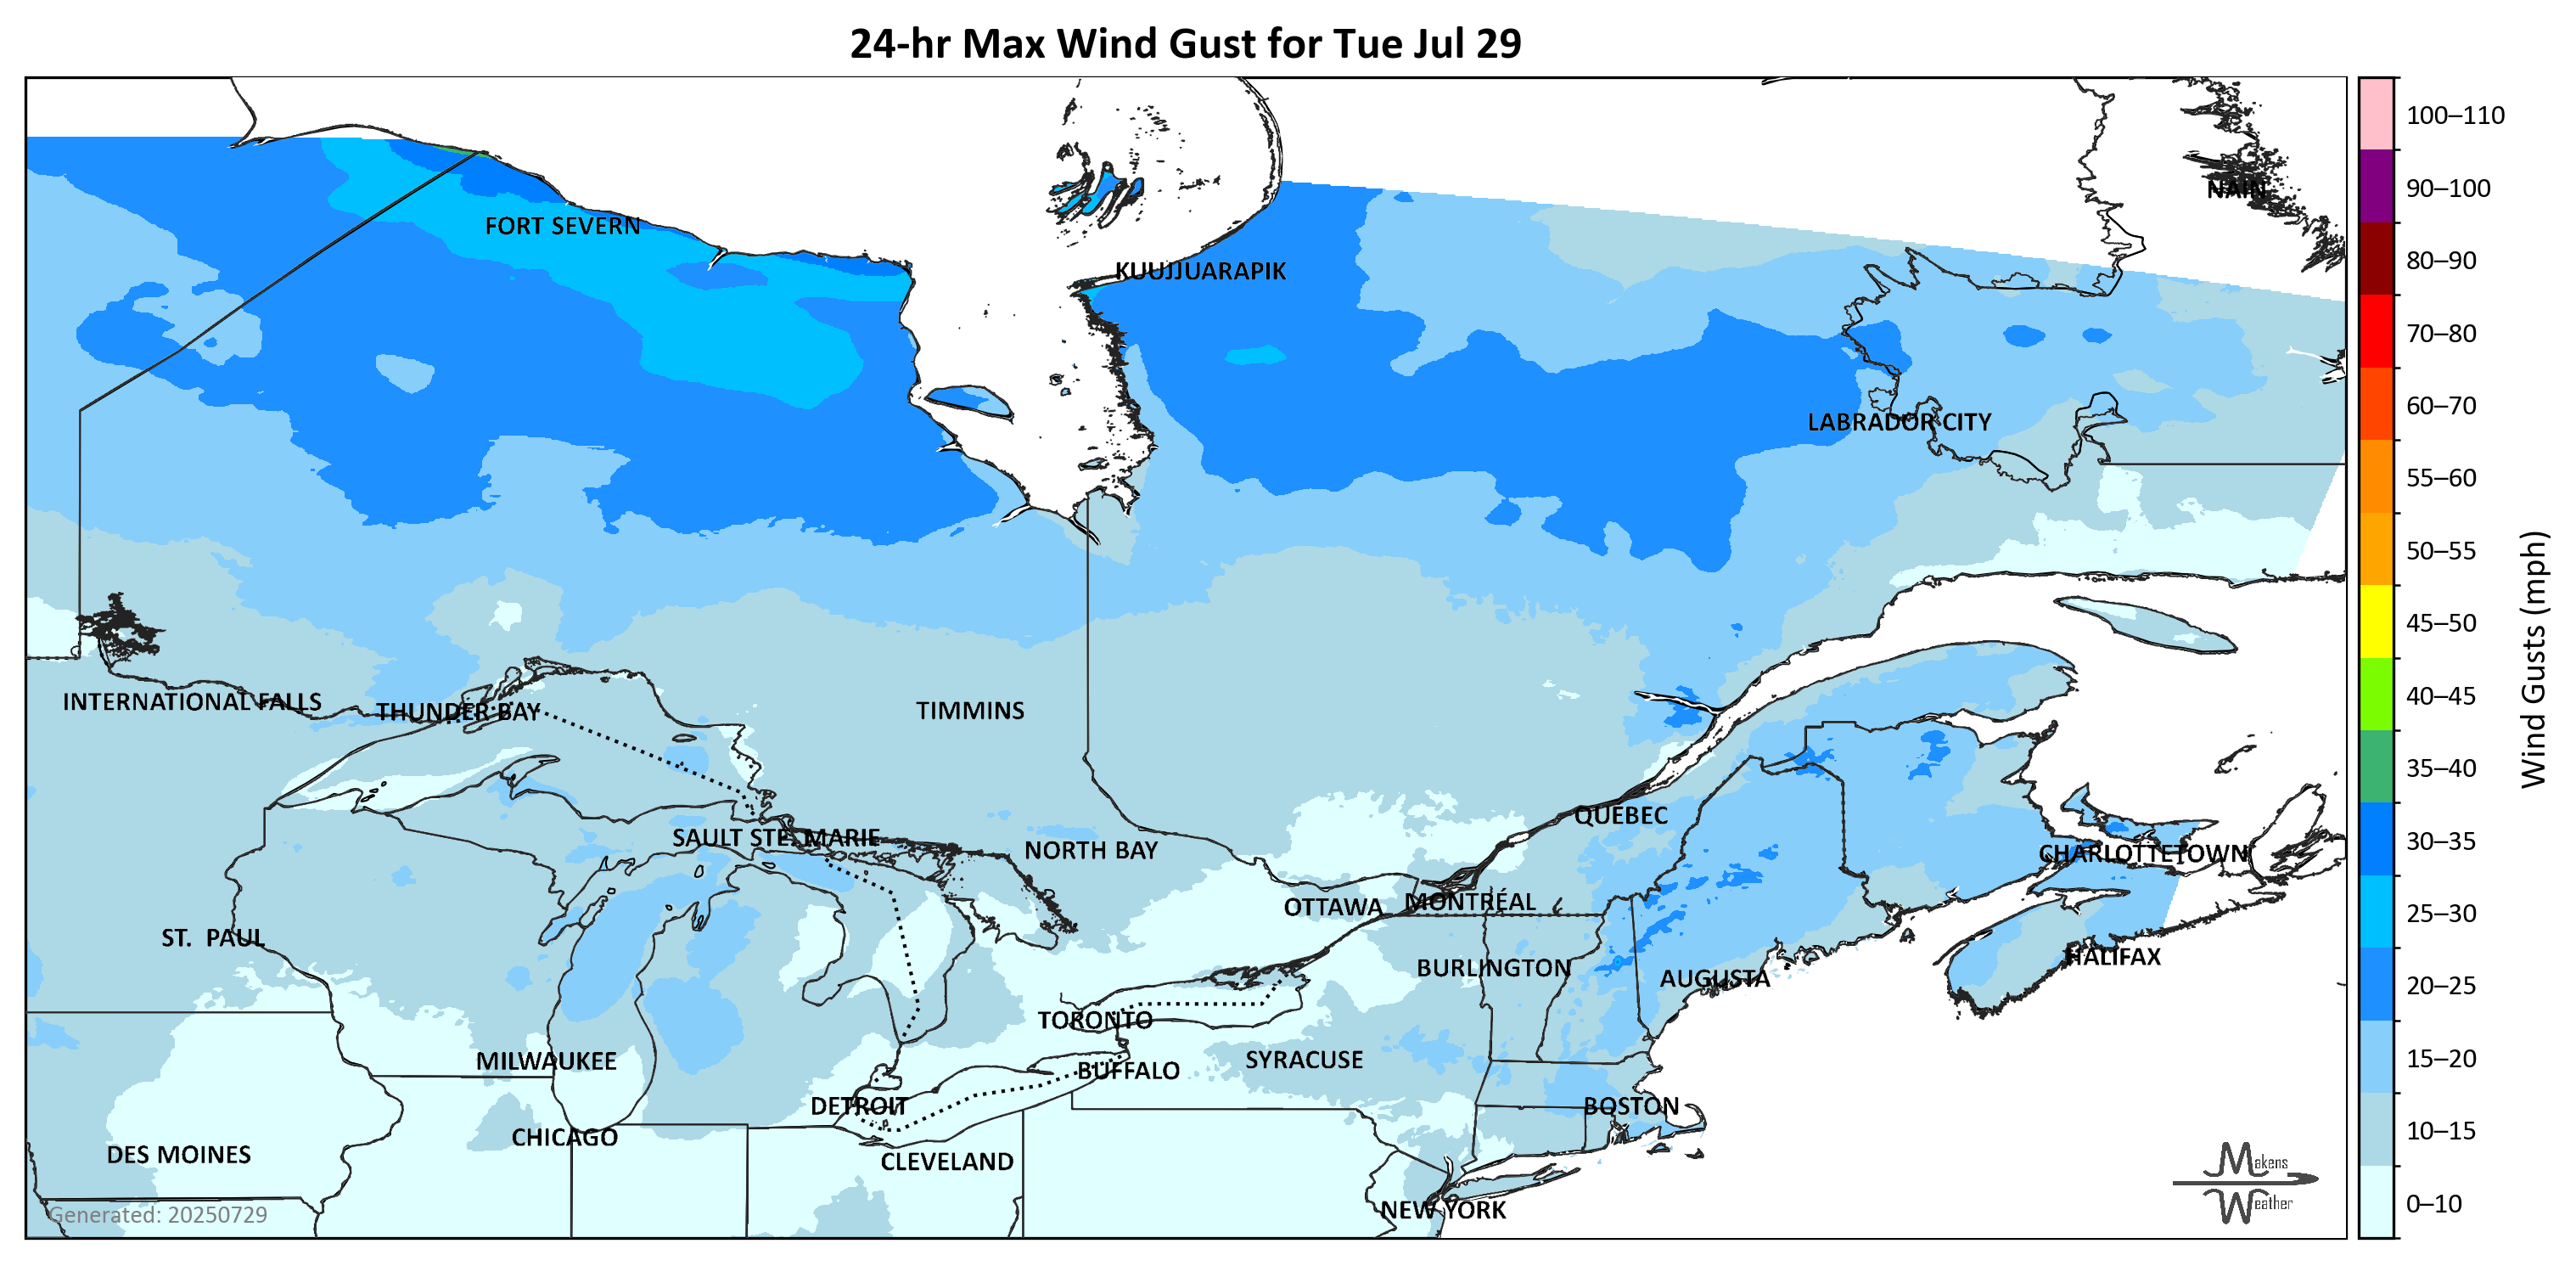 24-hr Max Wind Gust for Tue Jul 29
100–110
90–100
80–90
70–80
60–70
55–60
50–55
45–50
40–45
35–40
30–35
25–30
20–25
15–20
10–15
0–10
Wind Gusts (mph)
NAIN
FORT SEVERN
KUUJJUARAPIK
LABRADOR CITY
INTERNATIONAL FALLS
THUNDER BAY
TIMMINS
QUEBEC
SAULT STE. MARIE
NORTH BAY
CHARLOTTETOWN
OTTAWA
MONTRÉAL
ST. PAUL
HALIFAX
BURLINGTON
AUGUSTA
TORONTO
MILWAUKEE
SYRACUSE
BUFFALO
DETROIT
BOSTON
CHICAGO
DES MOINES
CLEVELAND
NEW YORK
Generated: 20250729
Makens
Weather